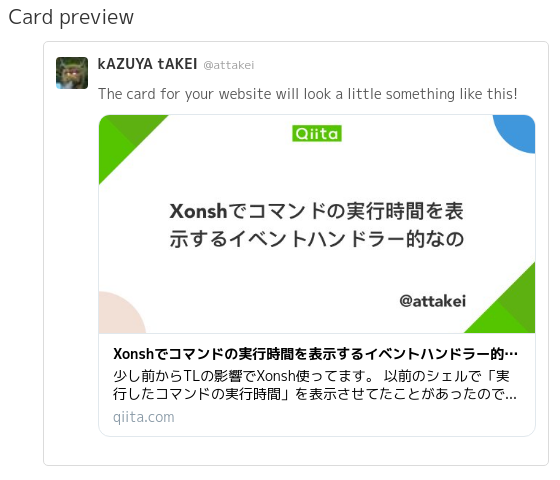 Card preview
kAZUYA tAKEI @attakei
The card for your website will look a little something like this!
Qiita
Xonshでコマンドの実行時間を表
示するイベントハンドラー的なの
@attakei
Xonshでコマンドの実行時間を表示するイベントハンドラー的…
少し前からTLの影響でXonsh使ってます。 以前のシェルで「実
行したコマンドの実行時間」を表示させてたことがあったので...
qiita.com